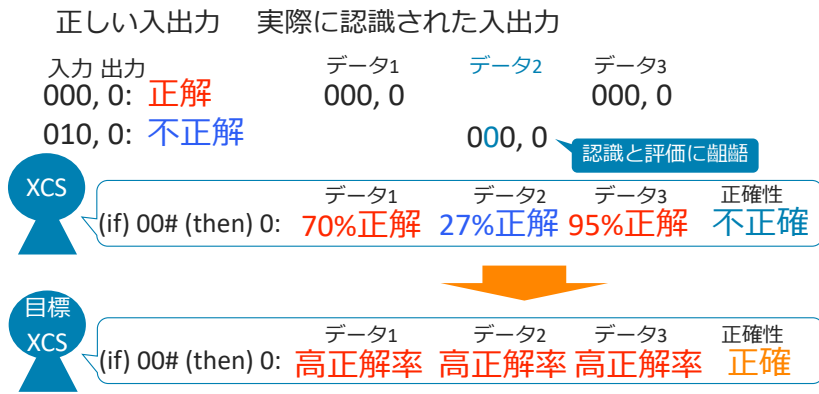 正しい入出力 実際に認識された入出力
入力 出力 データ1 データ2 データ3
000, 0: 正解 000, 0 000, 0
010, 0: 不正解 000, 0
認識と評価に齟齬
XCS
データ1 データ2 データ3 正確性
(if) 00# (then) 0: 70%正解 27%正解 95%正解 不正確
目標
XCS
データ1 データ2 データ3 正確性
(if) 00# (then) 0: 高正解率 高正解率 高正解率 正確